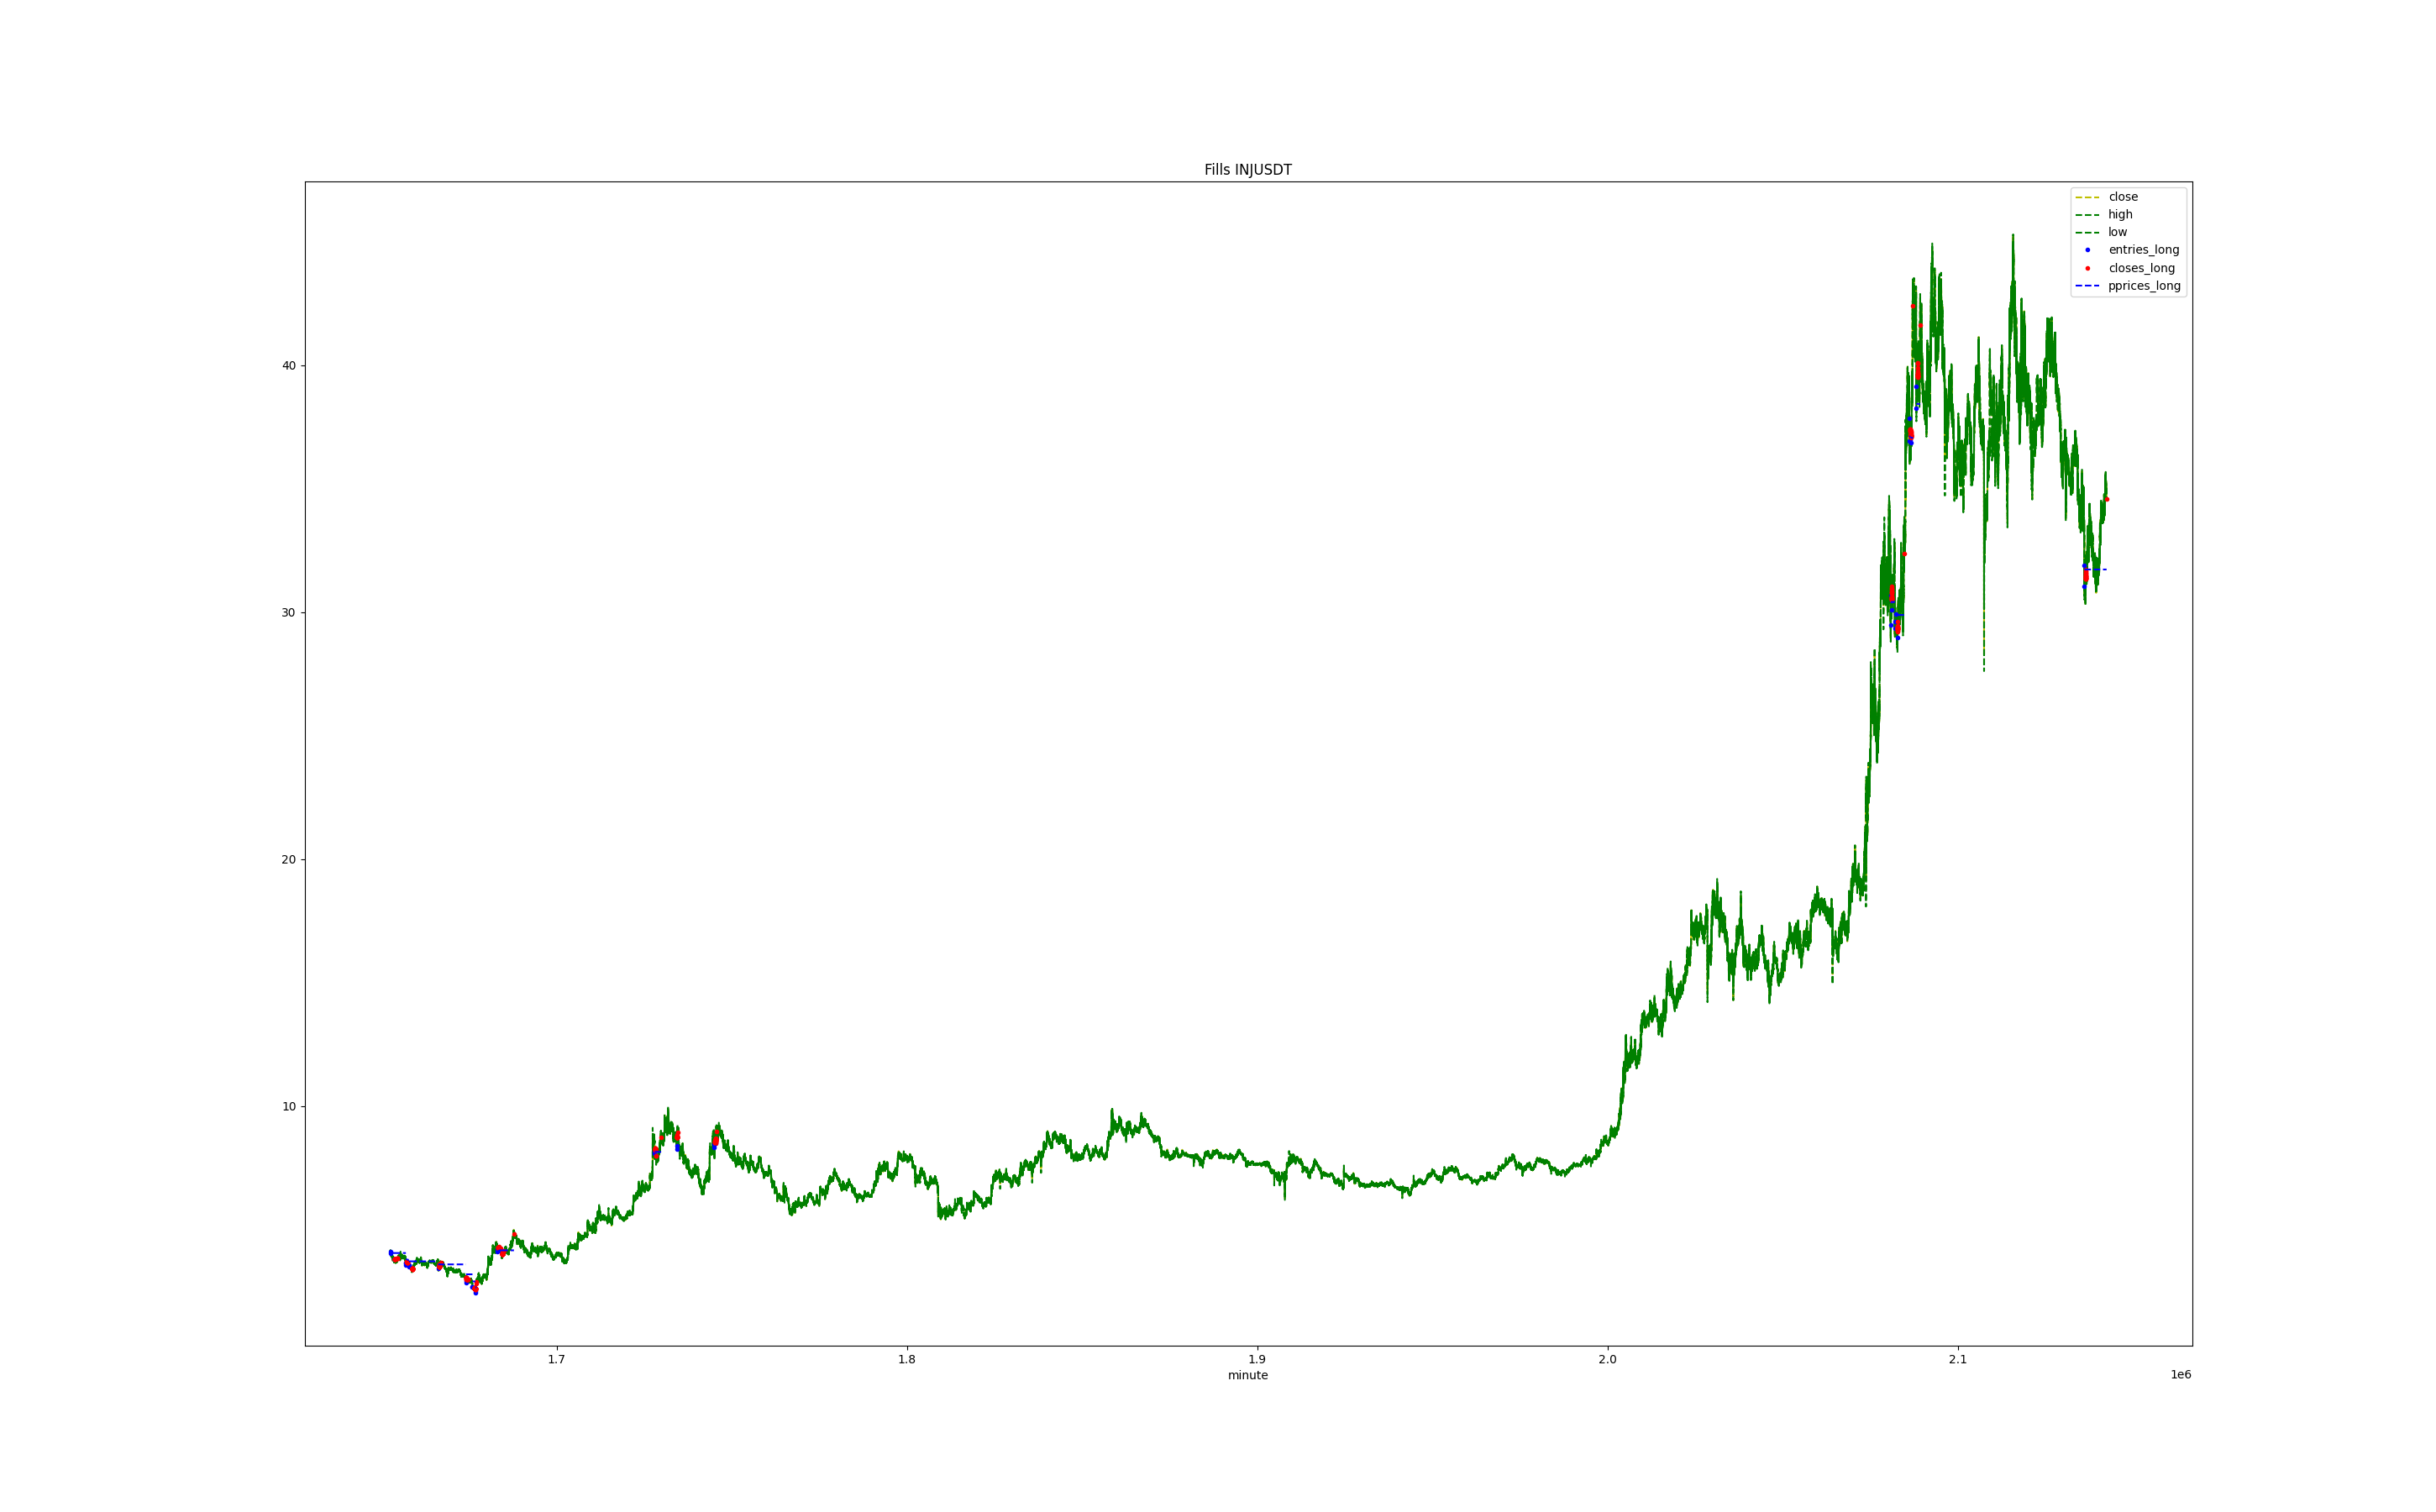 Fills INJUSDT
close
high
low
entries_long
closes_long
pprices_long
40
30
20
10
1.7
1.8
1.9
2.0
2.1
minute
1e6